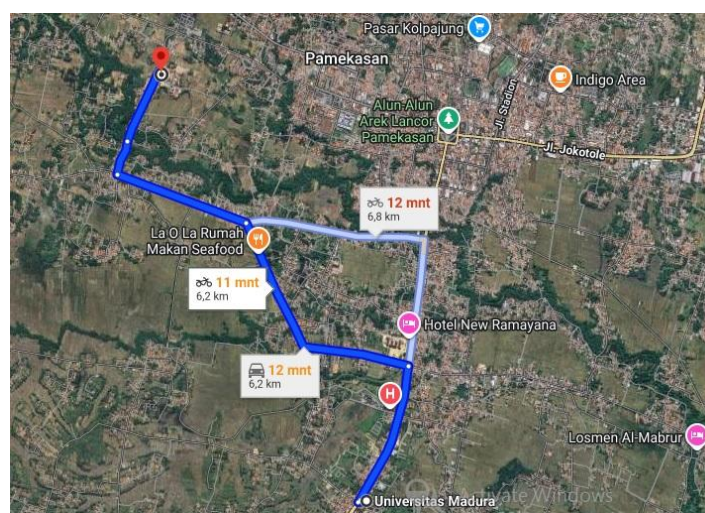 Pasar Kolpajung
Pamekasan
Indigo Area
Alun-Alun
Arek Lancor
Pamekasan
Jl. Stadion
Jl. Jokotole
12 mnt
6,8 km
La O La Rumah
Makan Seafood
11 mnt
6,2 km
Hotel New Ramayana
12 mnt
6,2 km
H
Losmen Al-Mabrur
Universitas Madura
vate Windows